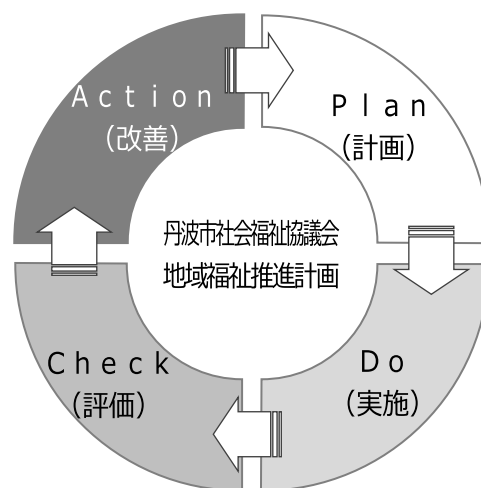 Action
(改善)
Plan
(計画)
丹波市社会福祉協議会
地域福祉推進計画
Check
(評価)
Do
(実施)